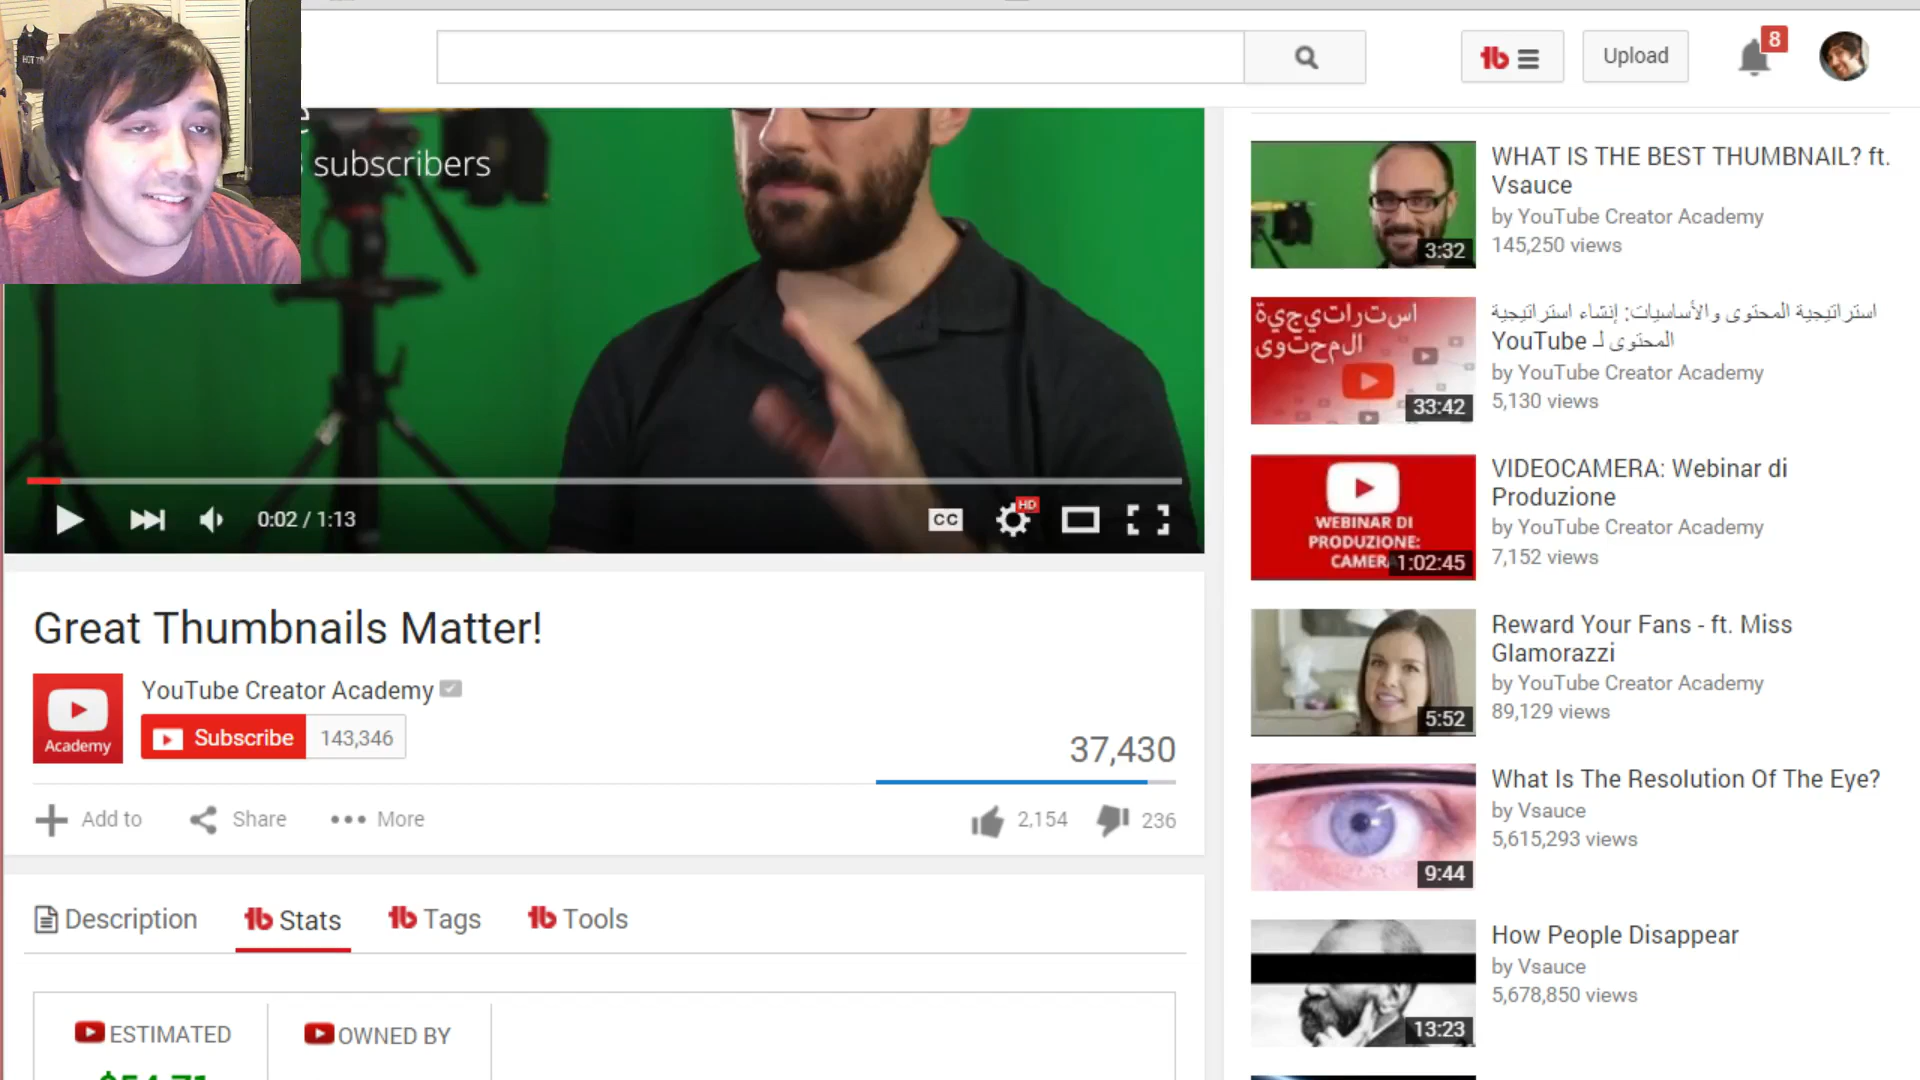 Upload
8
subscribers
0:02 / 1:13
CC
HD
Great Thumbnails Matter!
Academy
YouTube Creator Academy
Subscribe
143,346
37,430
Add to
Share
More
2,154
236
Description
Stats
Tags
Tools
ESTIMATED
OWNED BY
3:32
WHAT IS THE BEST THUMBNAIL? ft.
Vsauce
by YouTube Creator Academy
145,250 views
33:42
استراتيجية المحتوى والأساسيات: إنشاء استراتيجية
المحتوى لـ YouTube
by YouTube Creator Academy
5,130 views
WEBINAR DI
PRODUZIONE:
CAMER
1:02:45
VIDEOCAMERA: Webinar di
Produzione
by YouTube Creator Academy
7,152 views
5:52
Reward Your Fans - ft. Miss
Glamorazzi
by YouTube Creator Academy
89,129 views
9:44
What Is The Resolution Of The Eye?
by Vsauce
5,615,293 views
13:23
How People Disappear
by Vsauce
5,678,850 views